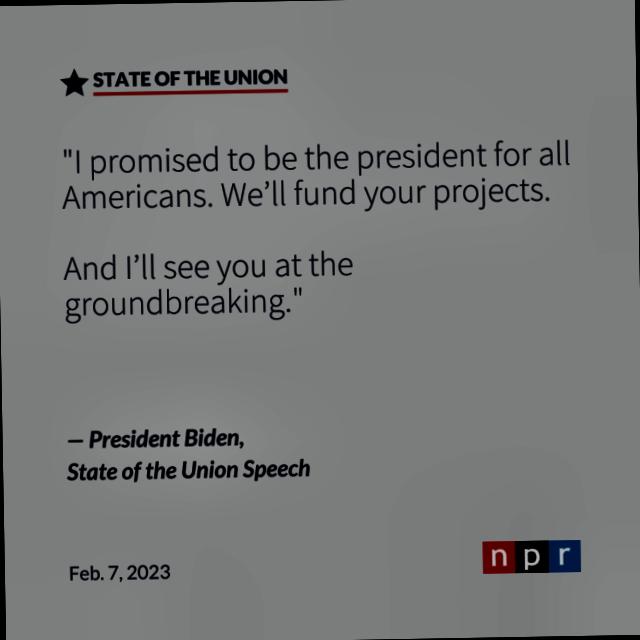 STATE OF THE UNION
"I promised to be the president for all
Americans. We'll fund your projects.
And I'll see you at the
groundbreaking."
— President Biden,
State of the Union Speech
Feb. 7, 2023
npr